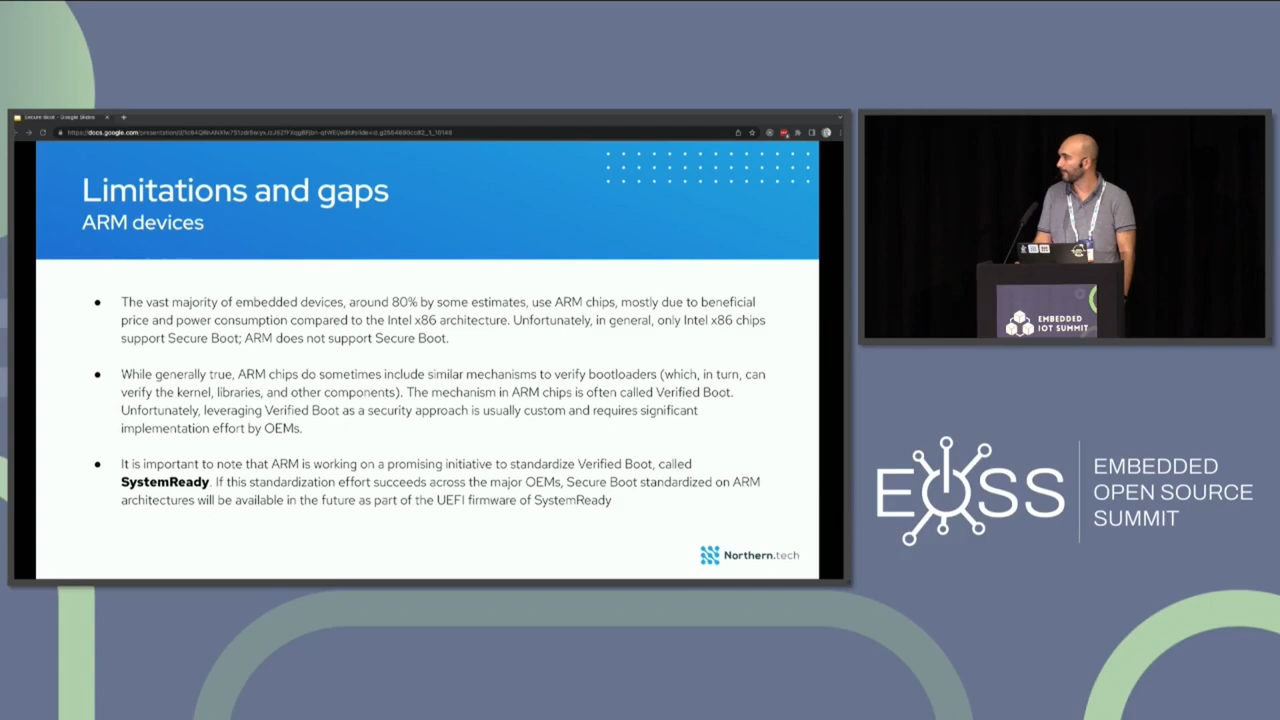 Secure Boot - Google Slides
Limitations and gaps
ARM devices
The vast majority of embedded devices, around 80% by some estimates, use ARM chips, mostly due to beneficial
price and power consumption compared to the Intel x86 architecture. Unfortunately, in general, only Intel x86 chips
support Secure Boot; ARM does not support Secure Boot.
While generally true, ARM chips do sometimes include similar mechanisms to verify bootloaders (which, in turn, can
verify the kernel, libraries, and other components). The mechanism in ARM chips is often called Verified Boot.
Unfortunately, leveraging Verified Boot as a security approach is usually custom and requires significant
implementation effort by OEMs.
It is important to note that ARM is working on a promising initiative to standardize Verified Boot, called
SystemReady. If this standardization effort succeeds across the major OEMs, Secure Boot standardized on ARM
architectures will be available in the future as part of the UEFI firmware of SystemReady
Northern.tech
EMBEDDED
IOT SUMMIT
EOSS
EMBEDDED
OPEN SOURCE
SUMMIT